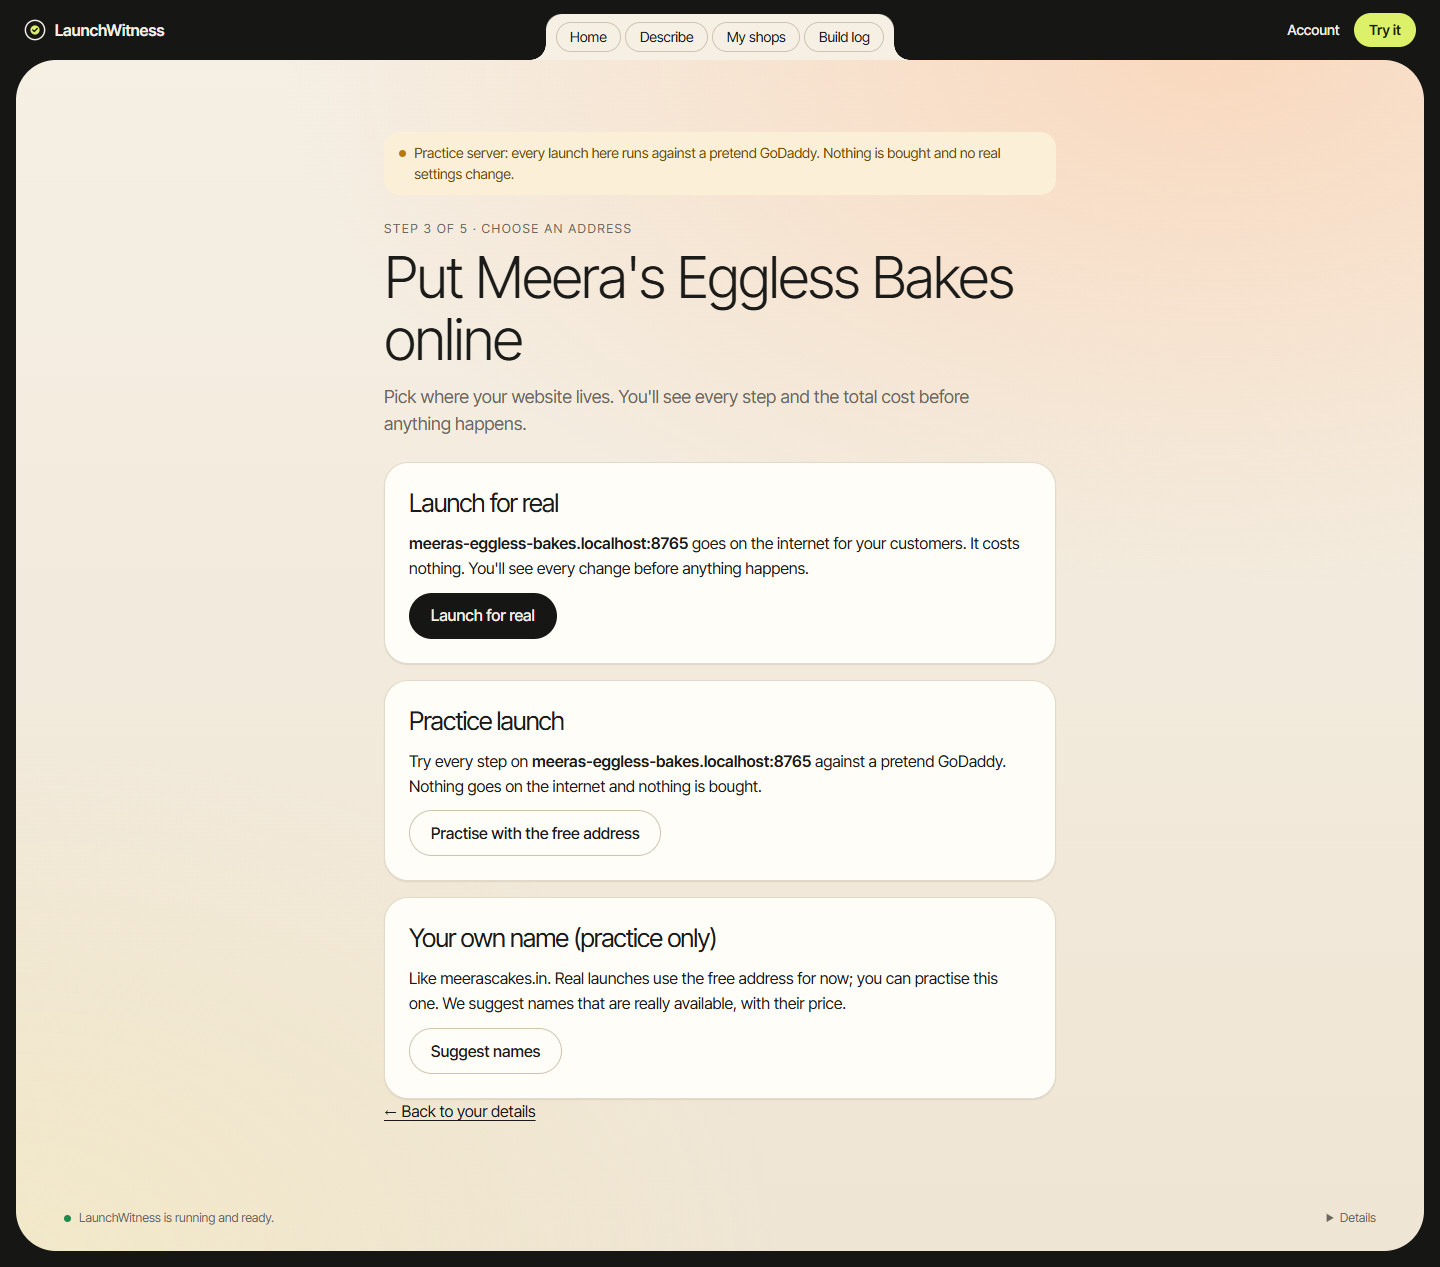 LaunchWitness
Home
Describe
My shops
Build log
Account
Try it
Practice server: every launch here runs against a pretend GoDaddy. Nothing is bought and no real
settings change.
STEP 3 OF 5 · CHOOSE AN ADDRESS
Put Meera's Eggless Bakes
online
Pick where your website lives. You'll see every step and the total cost before
anything happens.
Launch for real
meeras-eggless-bakes.localhost:8765 goes on the internet for your customers. It costs
nothing. You'll see every change before anything happens.
Launch for real
Practice launch
Try every step on meeras-eggless-bakes.localhost:8765 against a pretend GoDaddy.
Nothing goes on the internet and nothing is bought.
Practise with the free address
Your own name (practice only)
Like meerascakes.in. Real launches use the free address for now; you can practise this
one. We suggest names that are really available, with their price.
Suggest names
← Back to your details
LaunchWitness is running and ready.
▶ Details